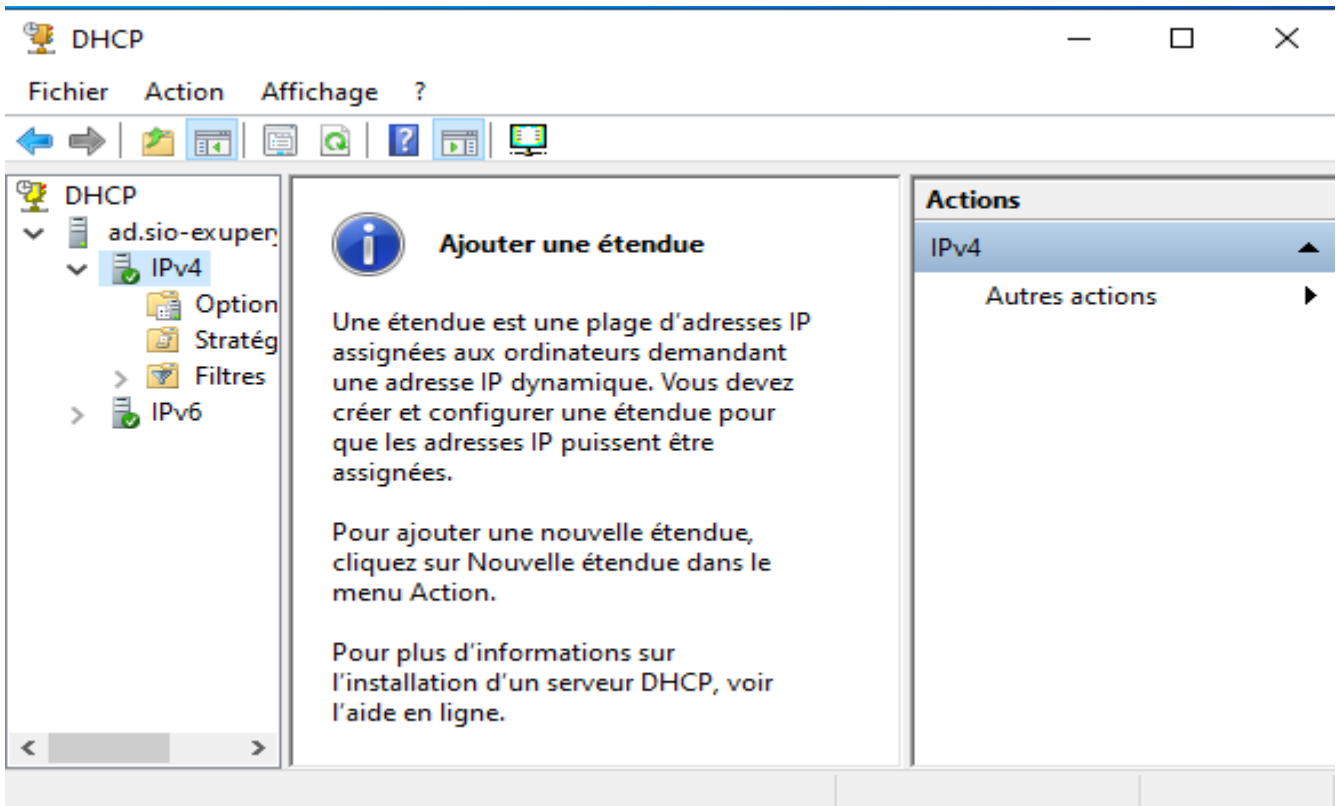 DHCP
Fichier Action Affichage ?
DHCP
ad.sio-exuper
IPv4
Option
Stratég
Filtres
IPv6
Ajouter une étendue
Une étendue est une plage d'adresses IP
assignées aux ordinateurs demandant
une adresse IP dynamique. Vous devez
créer et configurer une étendue pour
que les adresses IP puissent être
assignées.
Pour ajouter une nouvelle étendue,
cliquez sur Nouvelle étendue dans le
menu Action.
Pour plus d'informations sur
l'installation d'un serveur DHCP, voir
l'aide en ligne.
Actions
IPv4
Autres actions